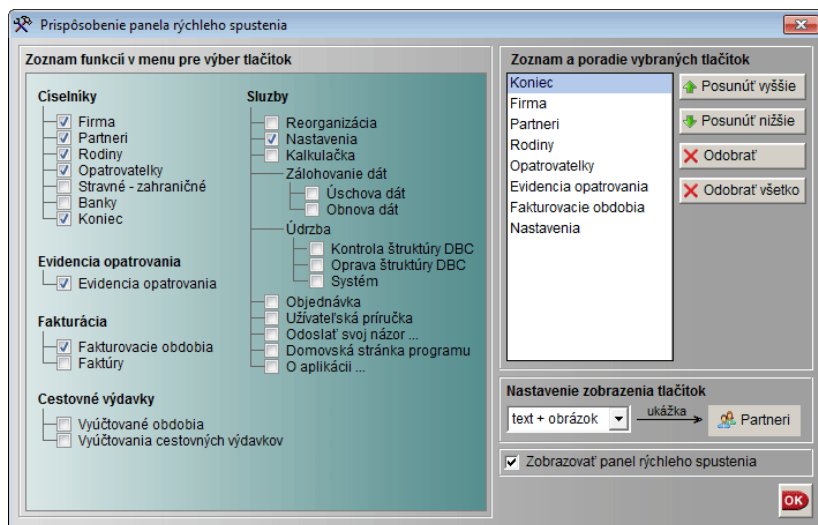 Prispôsobenie panela rýchleho spustenia
Zoznam funkcií v menu pre výber tlačítok
Císelníky
Firma
Partneri
Rodiny
Opatrovatelky
Stravné - zahraničné
Banky
Koniec
Evidencia opatrovania
Evidencia opatrovania
Fakturácia
Fakturovacie obdobia
Faktúry
Cestovné výdavky
Vyúčtované obdobia
Vyúčtovania cestovných výdavkov
Sluzby
Reorganizácia
Nastavenia
Kalkulačka
Zálohovanie dát
Úschova dát
Obnova dát
Údrzba
Kontrola štruktúry DBC
Oprava štruktúry DBC
Systém
Objednávka
Užívateľská príručka
Odoslať svoj názor ...
Domovská stránka programu
O aplikácii ...
Zoznam a poradie vybraných tlačítok
Koniec
Firma
Partneri
Rodiny
Opatrovatelky
Evidencia opatrovania
Fakturovacie obdobia
Nastavenia
Posunúť vyššie
Posunúť nižšie
Odobrať
Odobrať všetko
Nastavenie zobrazenia tlačítok
text + obrázok
ukážka
Partneri
Zobrazovať panel rýchleho spustenia
OK